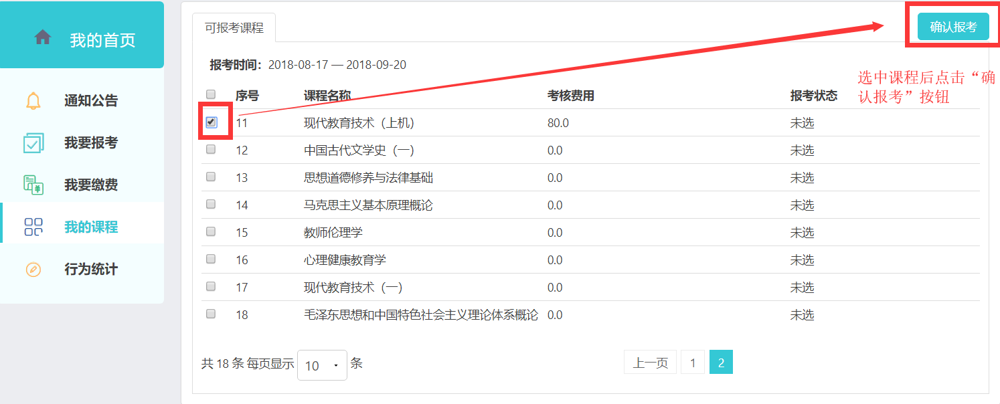 我的首页
通知公告
我要报考
我要缴费
我的课程
行为统计
可报考课程
确认报考
报考时间：2018-08-17 — 2018-09-20
选中课程后点击“确
认报考”按钮
序号 课程名称 考核费用 报考状态
11 现代教育技术（上机） 80.0 未选
12 中国古代文学史（一） 0.0 未选
13 思想道德修养与法律基础 0.0 未选
14 马克思主义基本原理概论 0.0 未选
15 教师伦理学 0.0 未选
16 心理健康教育学 0.0 未选
17 现代教育技术（一） 0.0 未选
18 毛泽东思想和中国特色社会主义理论体系概论 0.0 未选
共 18 条 每页显示 10 条 上一页 1 2